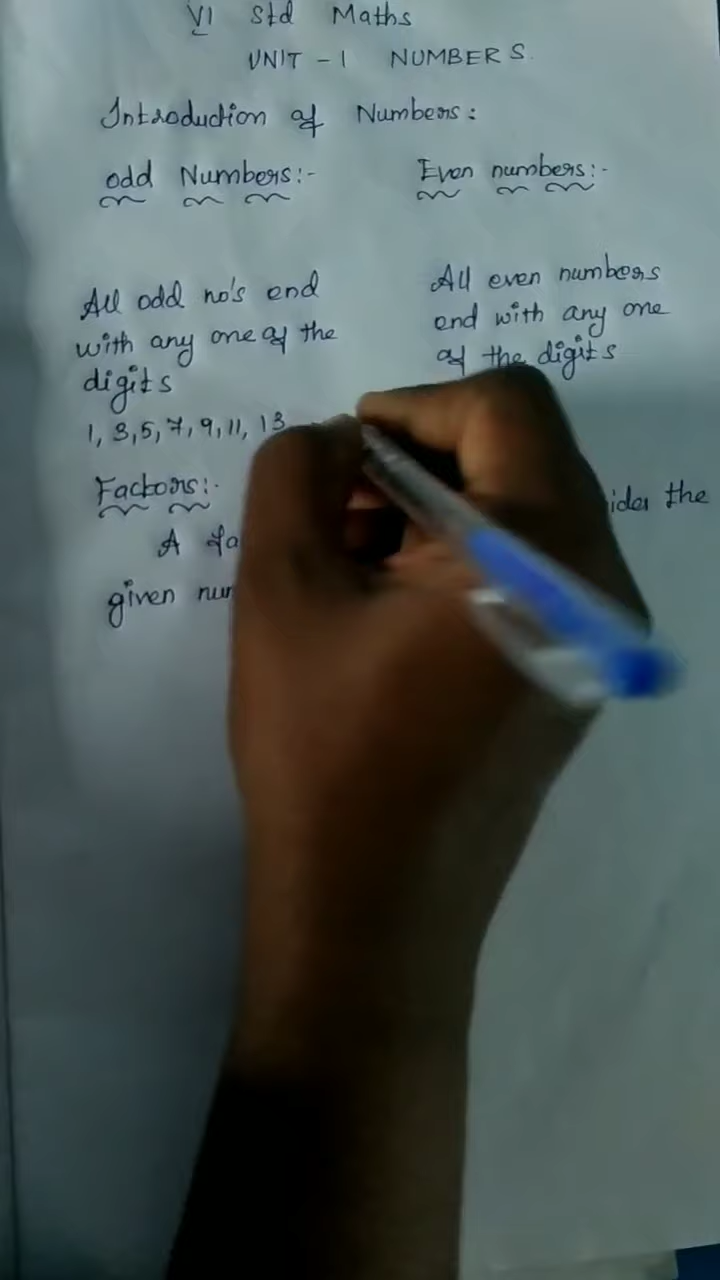 VI Std Maths
UNIT - 1 NUMBERS
Introduction of Numbers:
odd Numbers:-
All odd no's end
with any one of the
digits
1, 3, 5, 7, 9, 11, 13
Even numbers:-
All even numbers
end with any one
of the digits
Factors:-
A the
given